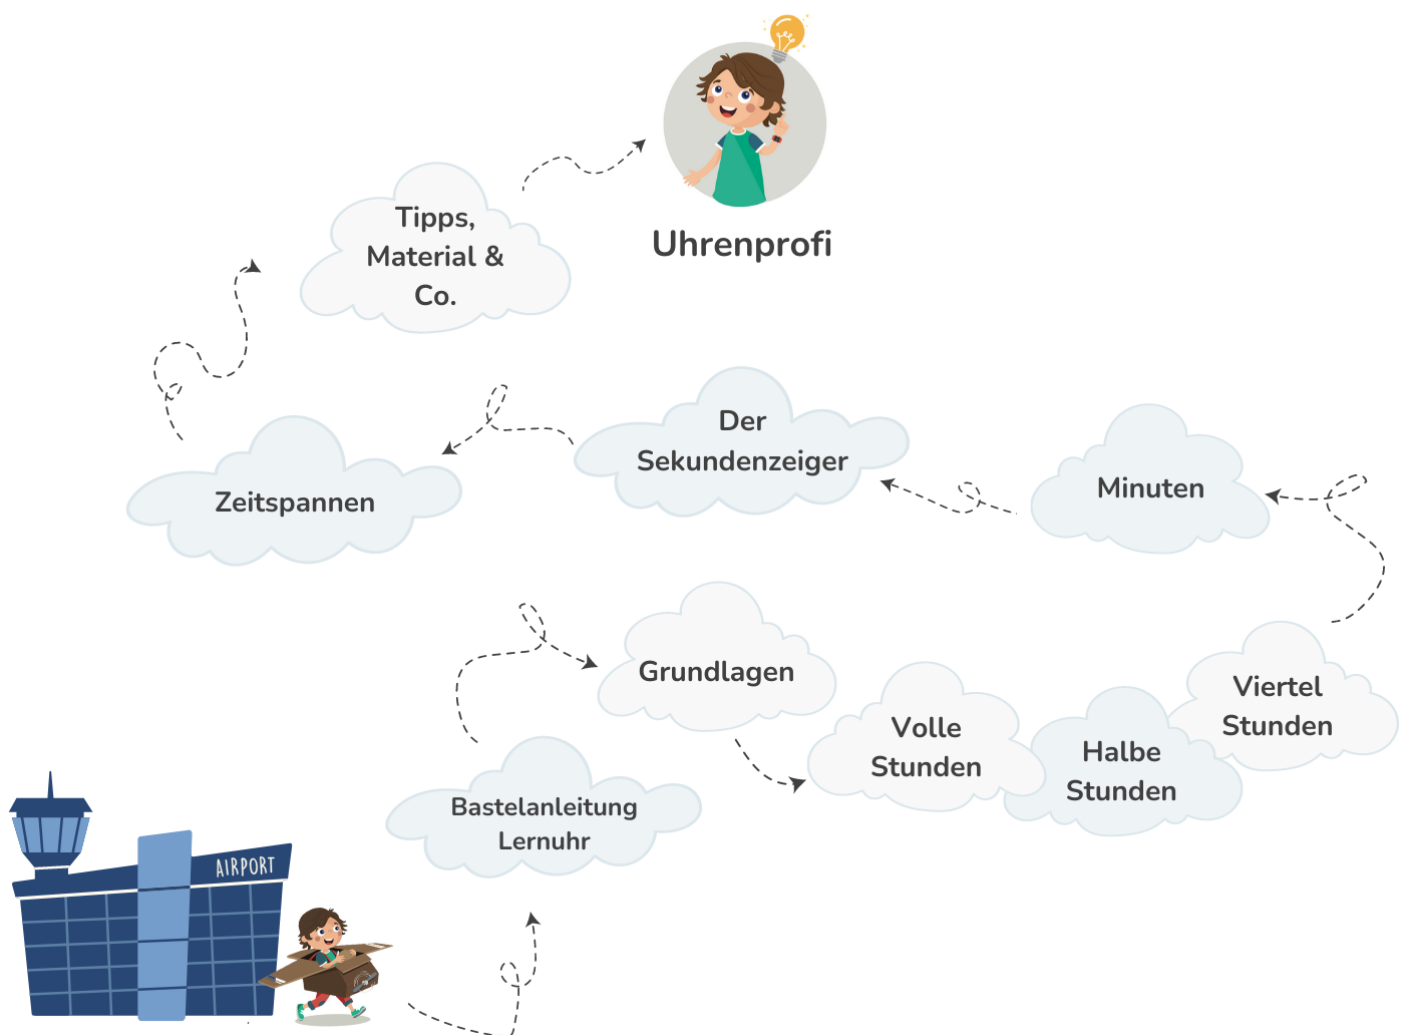 Tipps,
Material &
Co.
Uhrenprofi
Der
Sekundenzeiger
Minuten
Zeitspannen
Grundlagen
Viertel
Stunden
Volle
Stunden
Halbe
Stunden
Bastelanleitung
Lernuhr
AIRPORT